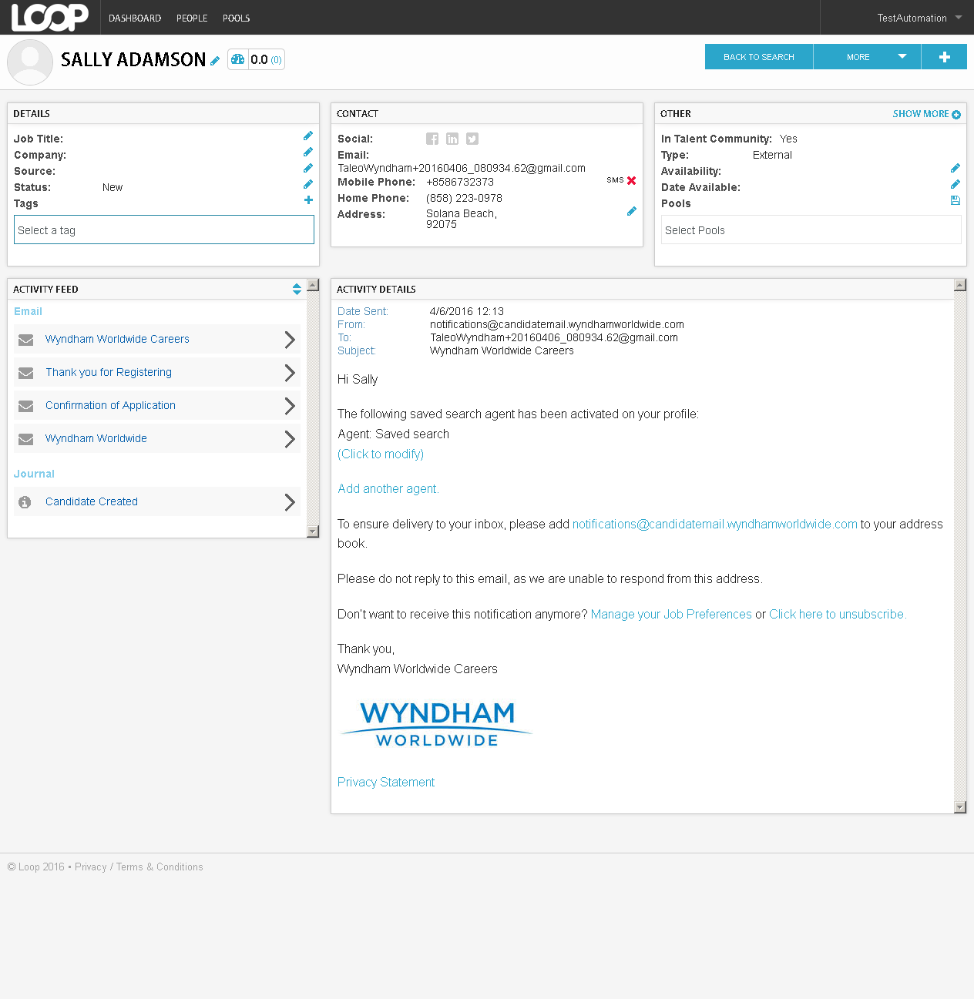 LOOP DASHBOARD PEOPLE POOLS TestAutomation
SALLY ADAMSON 0.0 (0) BACK TO SEARCH MORE
DETAILS
Job Title:
Company:
Source:
Status: New
Tags
Select a tag
CONTACT
Social:
Email:
TaleoWyndham+20160406_080934.62@gmail.com
Mobile Phone: +8586732373 SMS
Home Phone: (858) 223-0978
Address: Solana Beach,
92075
OTHER SHOW MORE
In Talent Community: Yes
Type: External
Availability:
Date Available:
Pools
Select Pools
ACTIVITY FEED
Email
Wyndham Worldwide Careers
Thank you for Registering
Confirmation of Application
Wyndham Worldwide
Journal
Candidate Created
ACTIVITY DETAILS
Date Sent: 4/6/2016 12:13
From: notifications@candidatemail.wyndhamworldwide.com
To: TaleoWyndham+20160406_080934.62@gmail.com
Subject: Wyndham Worldwide Careers
Hi Sally
The following saved search agent has been activated on your profile:
Agent: Saved search
(Click to modify)
Add another agent.
To ensure delivery to your inbox, please add notifications@candidatemail.wyndhamworldwide.com to your address
book.
Please do not reply to this email, as we are unable to respond from this address.
Don't want to receive this notification anymore? Manage your Job Preferences or Click here to unsubscribe.
Thank you,
Wyndham Worldwide Careers
WYNDHAM
WORLDWIDE
Privacy Statement
© Loop 2016 • Privacy / Terms & Conditions